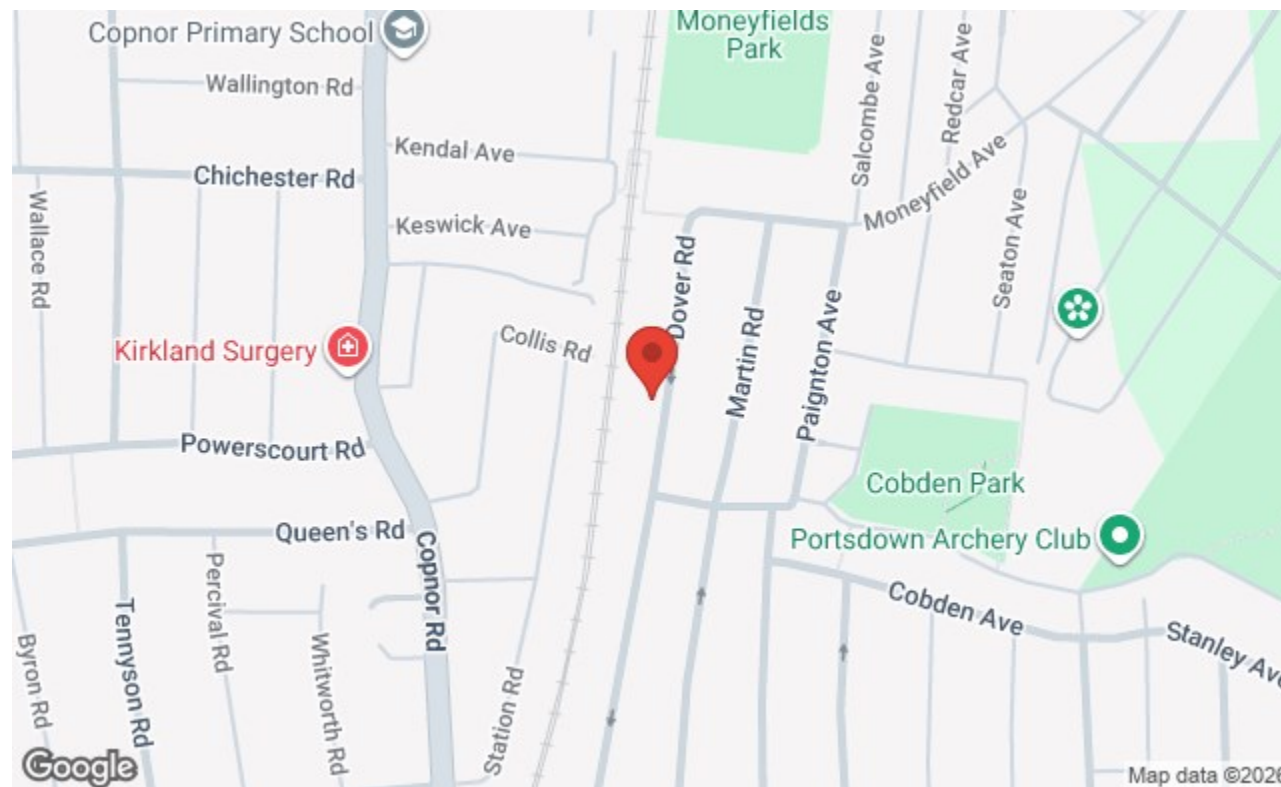 Copnor Primary School
Moneyfields
Park
Wallington Rd
Salcombe Ave
Redcar Ave
Kendal Ave
Chichester Rd
Moneyfield Ave
Wallace Rd
Keswick Ave
Seaton Ave
Dover Rd
Collis Rd
Kirkland Surgery
Martin Rd
Paignton Ave
Powerscourt Rd
Cobden Park
Queen's Rd
Portsdown Archery Club
Copnor Rd
Percival Rd
Cobden Ave
Tennyson Rd
Whitworth Rd
Stanley Ave
Byron Rd
Station Rd
Google
Map data ©2026